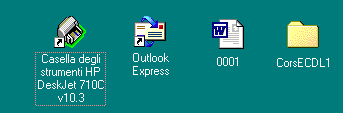 Casella degli
strumenti HP
DeskJet 710C
v10.3
Outlook
Express
0001
CorsECDL1